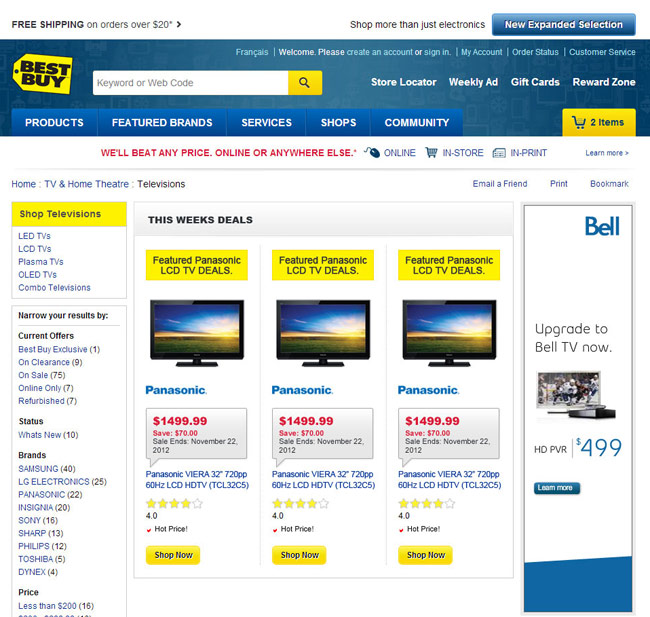 FREE SHIPPING on orders over $20* >
Shop more than just electronics
New Expanded Selection
BEST BUY
Français | Welcome. Please create an account or sign in. | My Account | Order Status | Customer Service
Keyword or Web Code
Store Locator Weekly Ad Gift Cards Reward Zone
PRODUCTS FEATURED BRANDS SERVICES SHOPS COMMUNITY
2 Items
WE'LL BEAT ANY PRICE. ONLINE OR ANYWHERE ELSE.* ONLINE IN-STORE IN-PRINT Learn more >
Home : TV & Home Theatre : Televisions
Email a Friend Print Bookmark
Shop Televisions
LED TVs
LCD TVs
Plasma TVs
OLED TVs
Combo Televisions
Narrow your results by:
Current Offers
Best Buy Exclusive (1)
On Clearance (9)
On Sale (75)
Online Only (7)
Refurbished (7)
Status
Whats New (10)
Brands
SAMSUNG (40)
LG ELECTRONICS (25)
PANASONIC (22)
INSIGNIA (20)
SONY (16)
SHARP (13)
PHILIPS (12)
TOSHIBA (5)
DYNEX (4)
Price
Less than $200 (16)
THIS WEEKS DEALS
Featured Panasonic
LCD TV DEALS.
Panasonic
$1499.99
Save: $70.00
Sale Ends: November 22,
2012
Panasonic VIERA 32" 720pp
60Hz LCD HDTV (TCL32C5)
4.0
Hot Price!
Shop Now
Featured Panasonic
LCD TV DEALS.
Panasonic
$1499.99
Save: $70.00
Sale Ends: November 22,
2012
Panasonic VIERA 32" 720pp
60Hz LCD HDTV (TCL32C5)
4.0
Hot Price!
Shop Now
Featured Panasonic
LCD TV DEALS.
Panasonic
$1499.99
Save: $70.00
Sale Ends: November 22,
2012
Panasonic VIERA 32" 720pp
60Hz LCD HDTV (TCL32C5)
4.0
Hot Price!
Shop Now
Bell
Upgrade to
Bell TV now.
HD PVR $499
Learn more